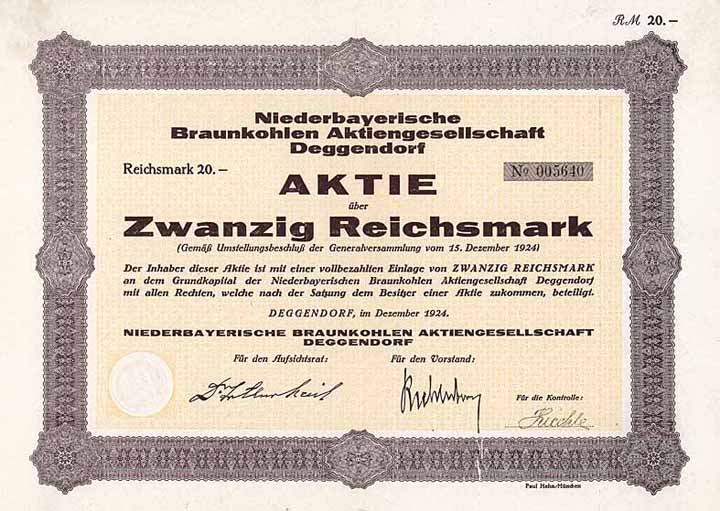 RM 20.—
Niederbayerische
Braunkohlen Aktiengesellschaft
Deggendorf
Reichsmark 20.—
No 005640
AKTIE
über
Zwanzig Reichsmark
(Gemäß Umstellungsbeschluß der Generalversammlung vom 15. Dezember 1924)
Der Inhaber dieser Aktie ist mit einer vollbezahlten Einlage von ZWANZIG REICHSMARK
an dem Grundkapital der Niederbayerischen Braunkohlen Aktiengesellschaft Deggendorf
mit allen Rechten, welche nach der Satzung dem Besitzer einer Aktie zukommen, beteiligt.
DEGGENDORF, im Dezember 1924.
NIEDERBAYERISCHE BRAUNKOHLEN AKTIENGESELLSCHAFT
DEGGENDORF
Für den Aufsichtsrat:
Für den Vorstand:
Für die Kontrolle:
Paul Hahn/München